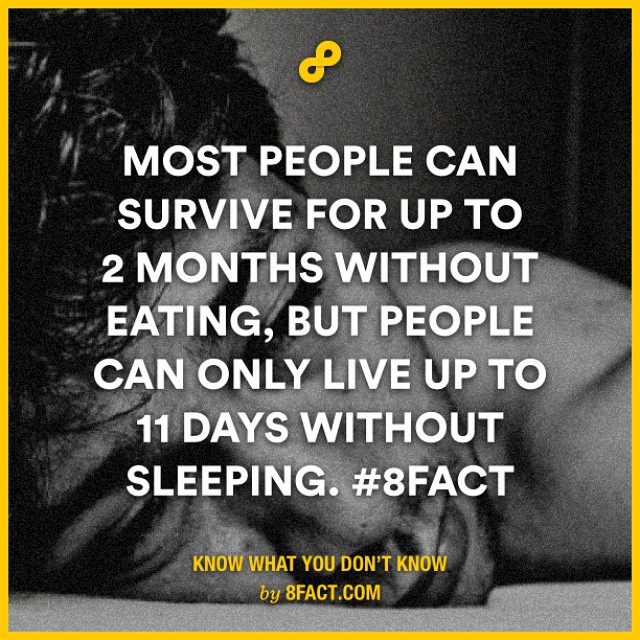 MOST PEOPLE CAN
SURVIVE FOR UP TO
2 MONTHS WITHOUT
EATING, BUT PEOPLE
CAN ONLY LIVE UP TO
11 DAYS WITHOUT
SLEEPING. #8FACT
KNOW WHAT YOU DON'T KNOW
by 8FACT.COM